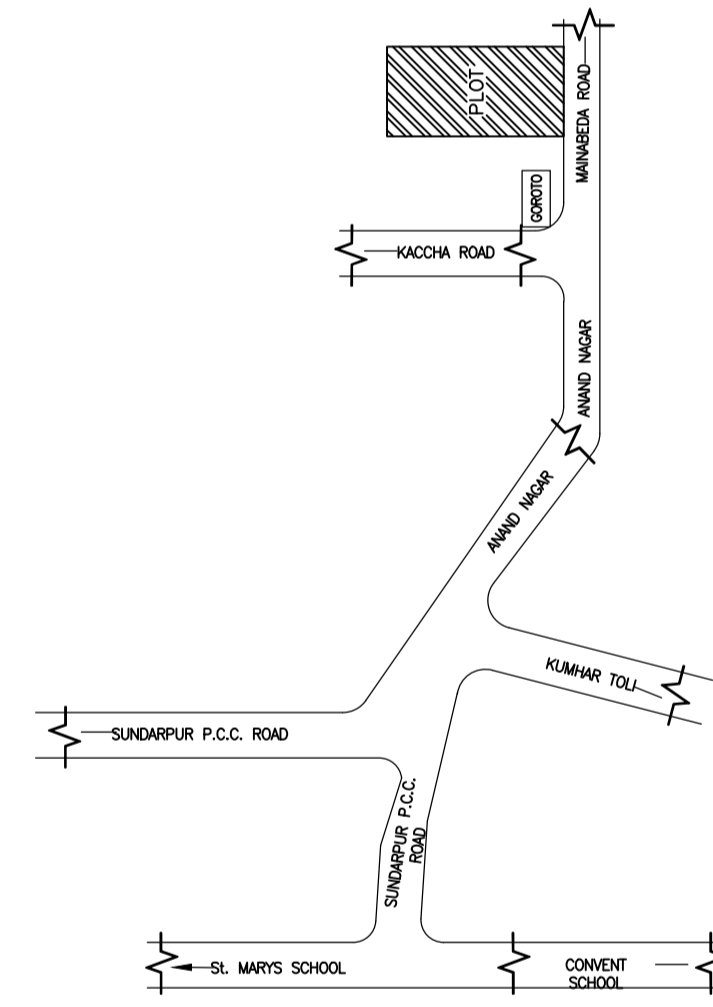 PLOT
MAINABEDA ROAD
GOROTO
KACCHA ROAD
ANAND NAGAR
ANAND NAGAR
KUMHAR TOLI
SUNDARPUR P.C.C. ROAD
SUNDARPUR P.C.C.
ROAD
St. MARYS SCHOOL
CONVENT
SCHOOL